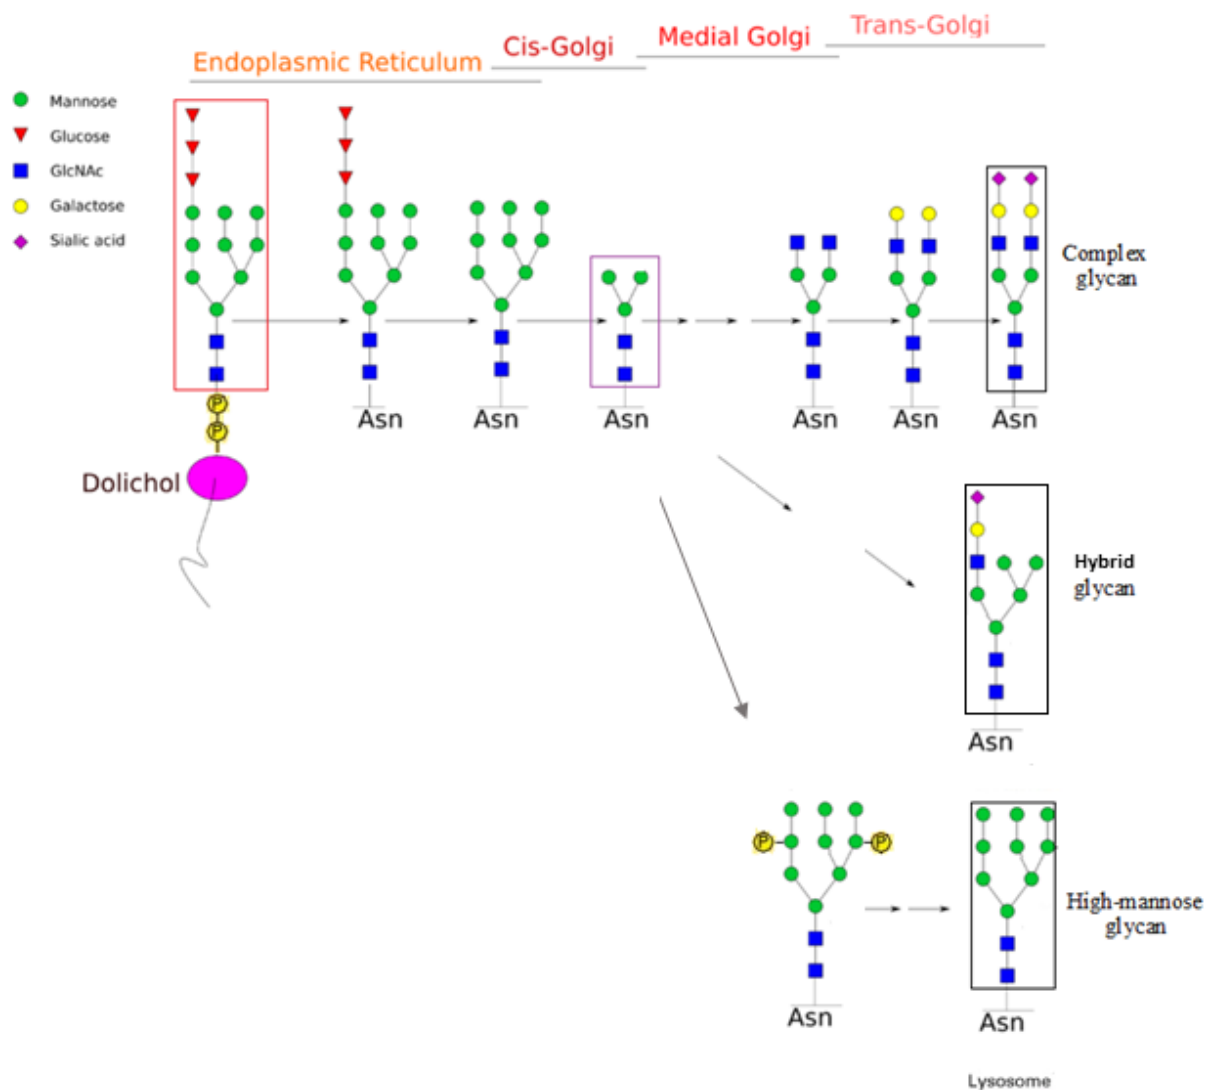 Endoplasmic Reticulum
Cis-Golgi
Medial Golgi
Trans-Golgi
Mannose
Glucose
GlcNAc
Galactose
Sialic acid
P
P
Dolichol
Asn
Asn
Asn
Asn
Asn
Asn
Complex
glycan
Hybrid
glycan
Asn
P
P
Asn
High-mannose
glycan
Asn
Lysosome